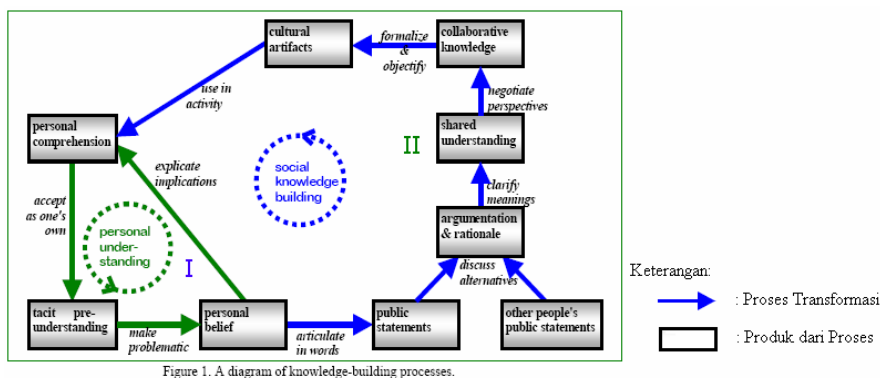 cultural
artifacts
formalize
&
objectify
collaborative
knowledge
use in
activity
negotiate
perspectives
personal
comprehension
explicate
implications
social
knowledge
building
II
shared
understanding
accept
as one's
own
clarify
meanings
personal
under-
standing
I
argumentation
& rationale
discuss
alternatives
tacit pre-
understanding
make
problematic
personal
belief
articulate
in words
public
statements
other people's
public statements
Keterangan:
: Proses Transformasi
: Produk dari Proses
Figure 1. A diagram of knowledge-building processes.